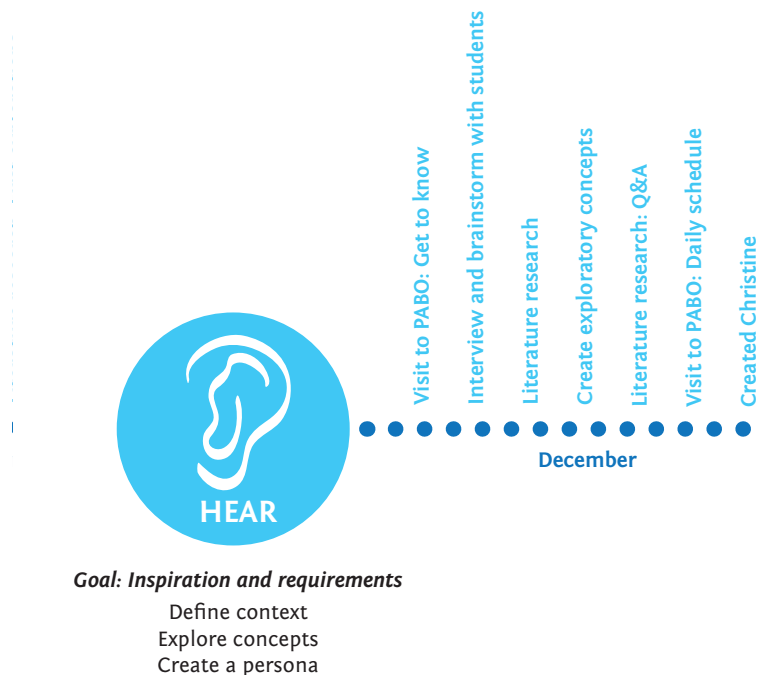 Visit to PABO: Get to know
Interview and brainstorm with students
Literature research
Create exploratory concepts
Literature research: Q&A
Visit to PABO: Daily schedule
Created Christine
HEAR
December
Goal: Inspiration and requirements
Define context
Explore concepts
Create a persona